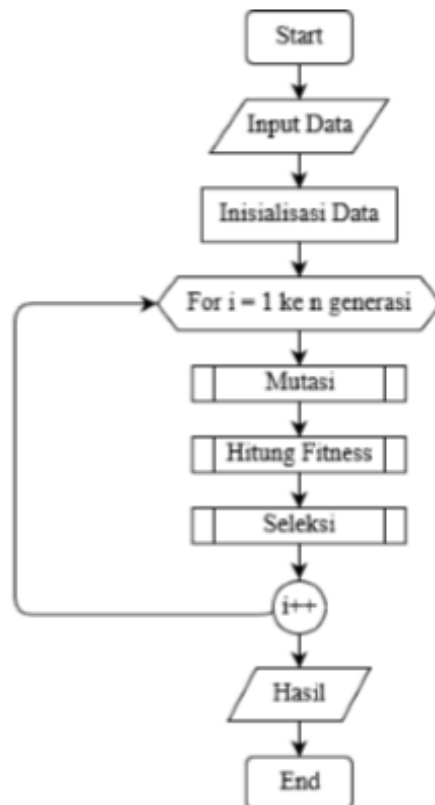 Start
Input Data
Inisialisasi Data
For i = 1 ke n generasi
Mutasi
Hitung Fitness
Seleksi
i++
Hasil
End